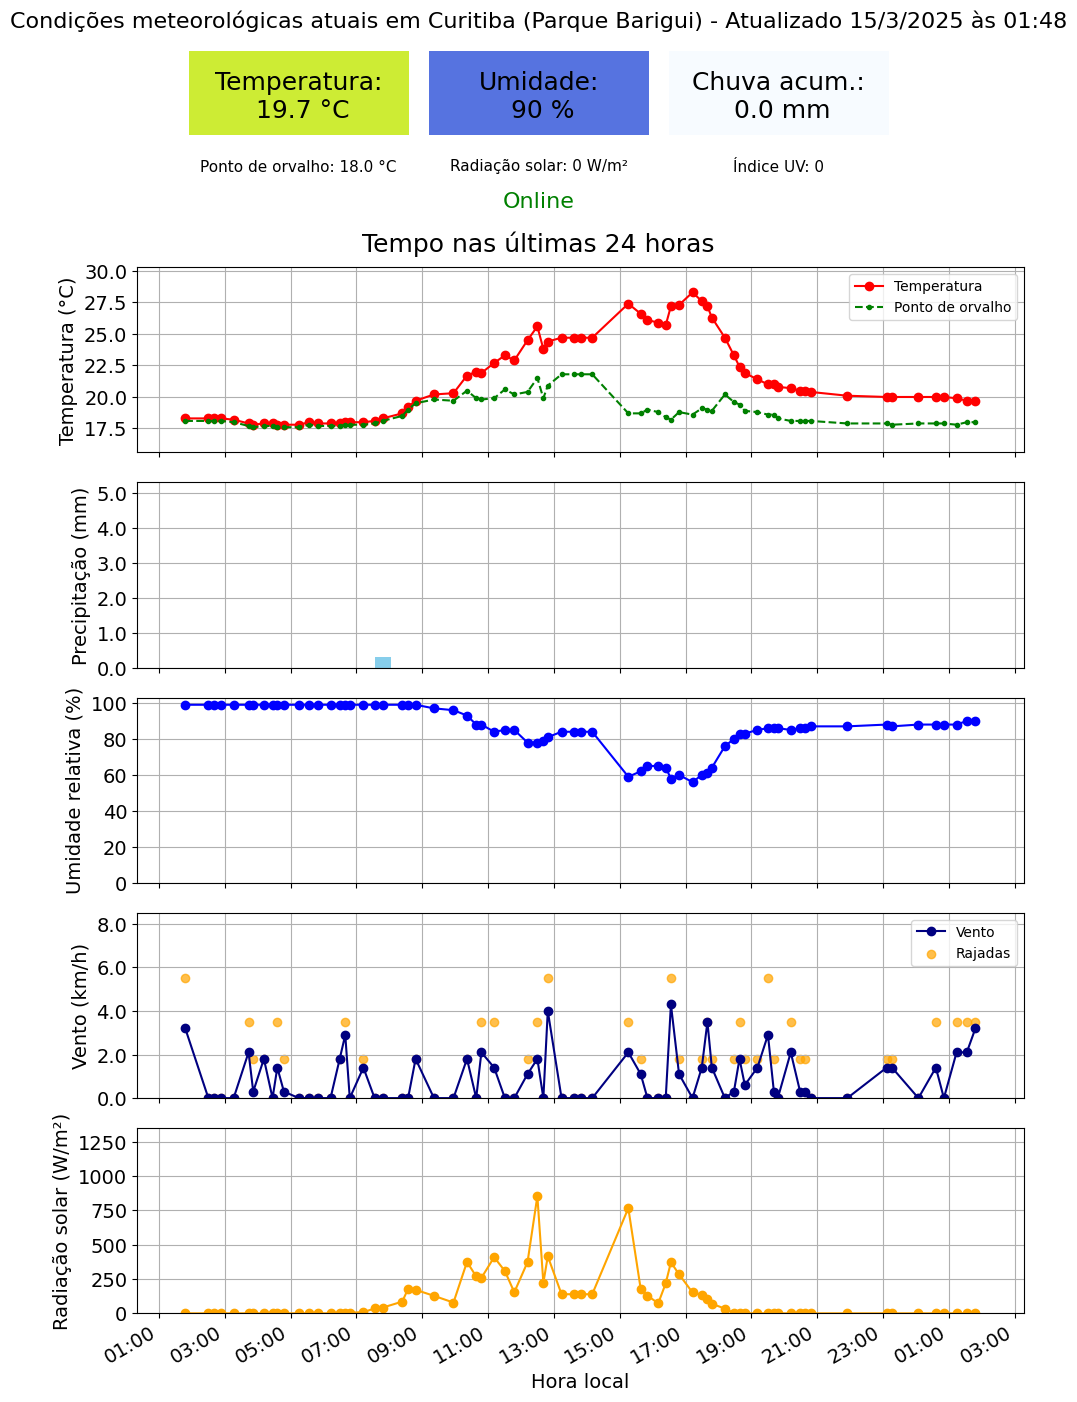 Condições meteorológicas atuais em Curitiba (Parque Barigui) - Atualizado 15/3/2025 às 01:48
Temperatura:
19.7 °C
Umidade:
90 %
Chuva acum.:
0.0 mm
Ponto de orvalho: 18.0 °C
Radiação solar: 0 W/m²
Índice UV: 0
Online
Tempo nas últimas 24 horas
Temperatura (°C)
30.0
27.5
25.0
22.5
20.0
17.5
Temperatura
Ponto de orvalho
Precipitação (mm)
5.0
4.0
3.0
2.0
1.0
0.0
Umidade relativa (%)
100
80
60
40
20
0
Vento (km/h)
8.0
6.0
4.0
2.0
0.0
Vento
Rajadas
Radiação solar (W/m²)
1250
1000
750
500
250
0
01:00
03:00
05:00
07:00
09:00
11:00
13:00
15:00
17:00
19:00
21:00
23:00
01:00
03:00
Hora local